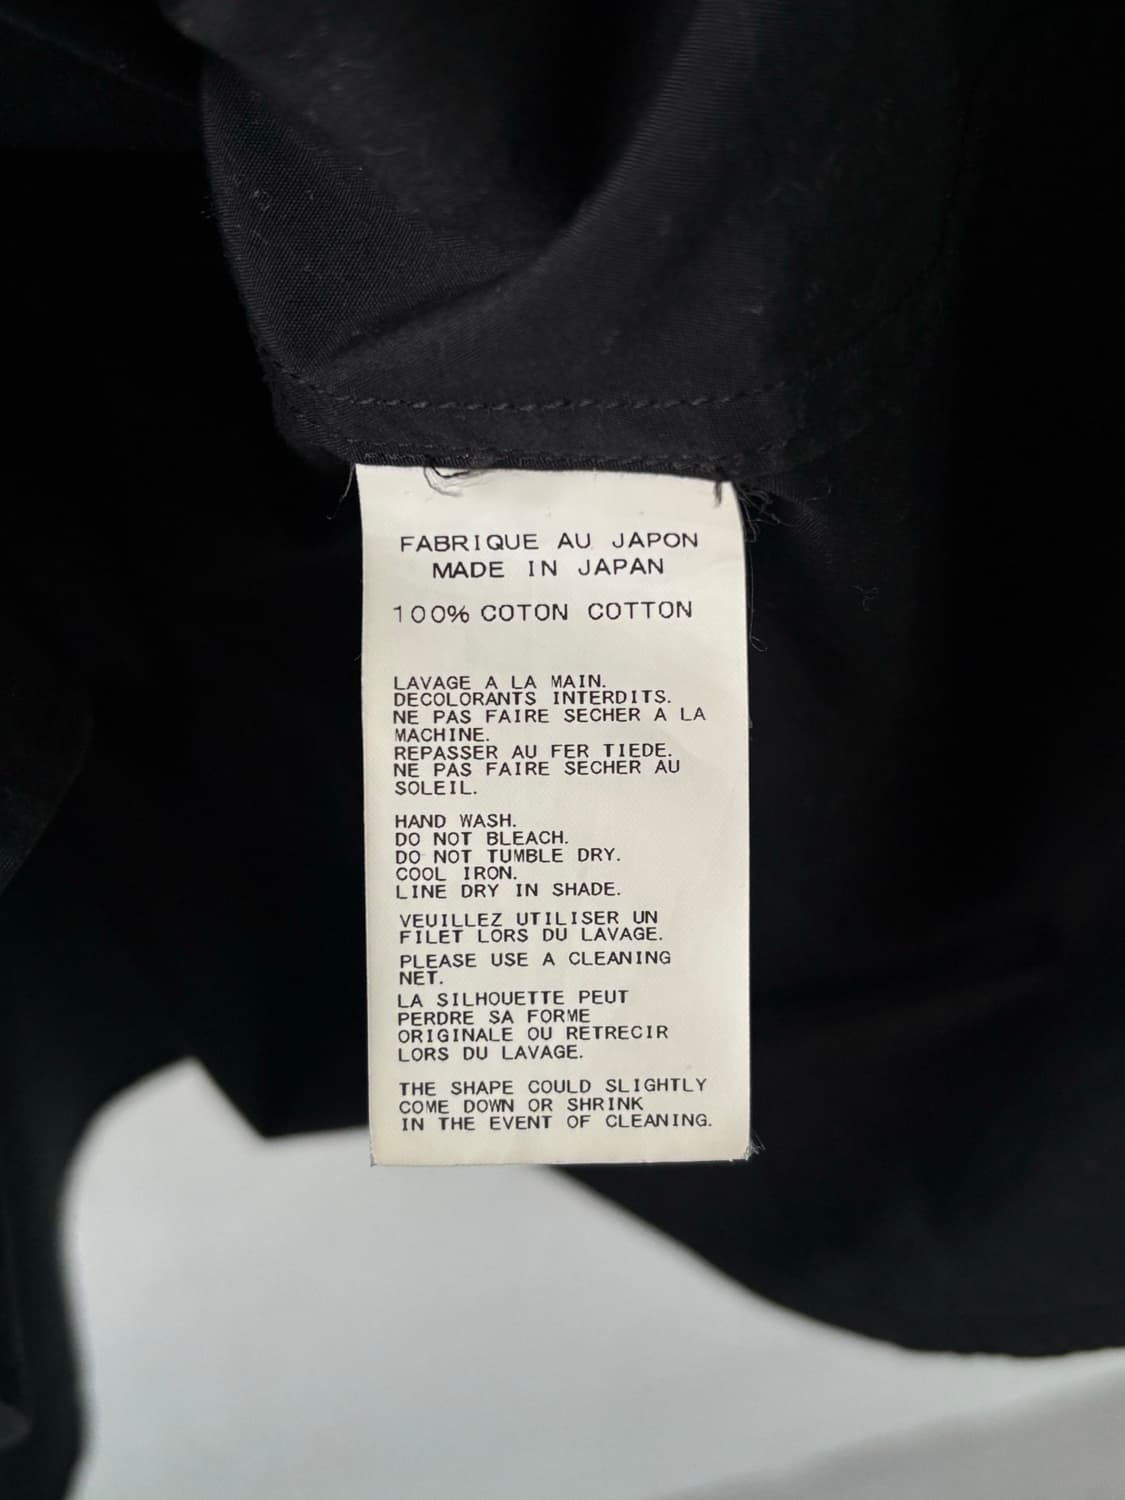 FABRIQUE AU JAPON
MADE IN JAPAN
100% COTON COTTON
LAVAGE A LA MAIN.
DECOLORANTS INTERDITS.
NE PAS FAIRE SECHER A LA
MACHINE.
REPASSER AU FER TIEDE.
NE PAS FAIRE SECHER AU
SOLEIL.
HAND WASH.
DO NOT BLEACH.
DO NOT TUMBLE DRY.
COOL IRON.
LINE DRY IN SHADE.
VEUILLEZ UTILISER UN
FILET LORS DU LAVAGE.
PLEASE USE A CLEANING
NET.
LA SILHOUETTE PEUT
PERDRE SA FORME
ORIGINALE OU RETRECIR
LORS DU LAVAGE.
THE SHAPE COULD SLIGHTLY
COME DOWN OR SHRINK
IN THE EVENT OF CLEANING.